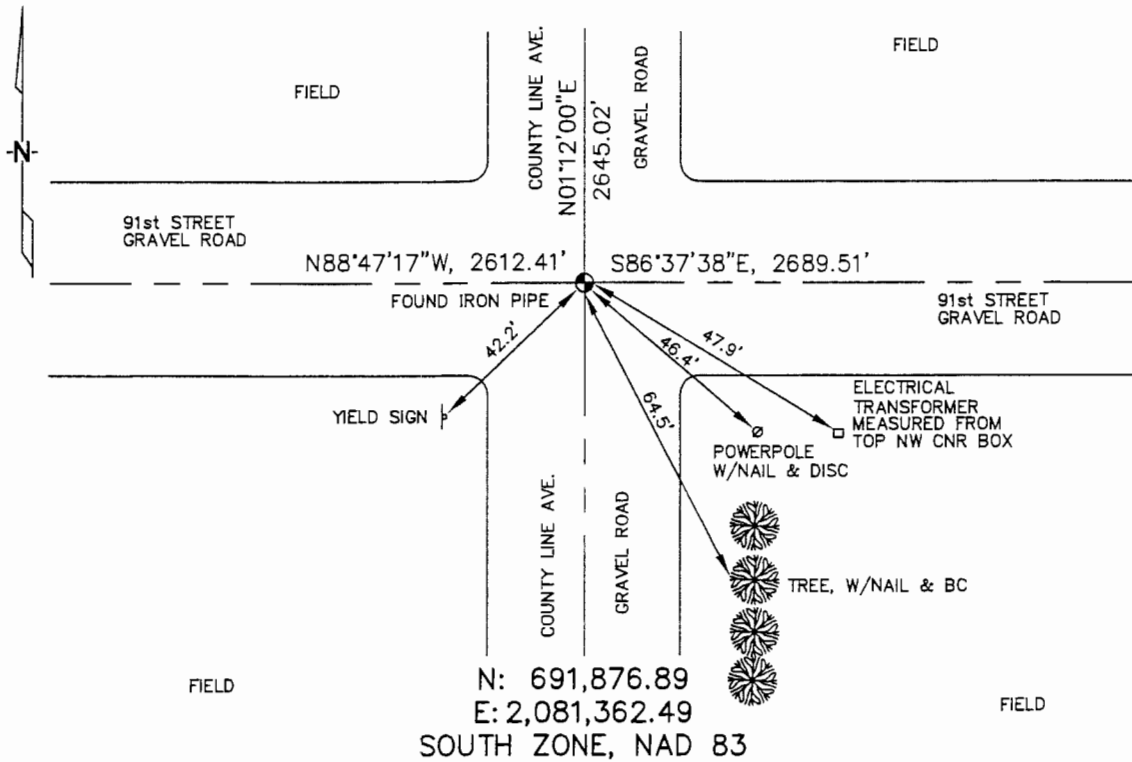 FIELD
FIELD
COUNTY LINE AVE.
N01°12'00"E
2645.02'
GRAVEL ROAD
-N-
91st STREET
GRAVEL ROAD
N88°47'17"W, 2612.41'
S86°37'38"E, 2689.51'
FOUND IRON PIPE
91st STREET
GRAVEL ROAD
42.2'
46.4'
47.9'
64.5'
YIELD SIGN
ELECTRICAL
TRANSFORMER
MEASURED FROM
TOP NW CNR BOX
POWERPOLE
W/NAIL & DISC
COUNTY LINE AVE.
GRAVEL ROAD
TREE, W/NAIL & BC
FIELD
FIELD
N: 691,876.89
E: 2,081,362.49
SOUTH ZONE, NAD 83